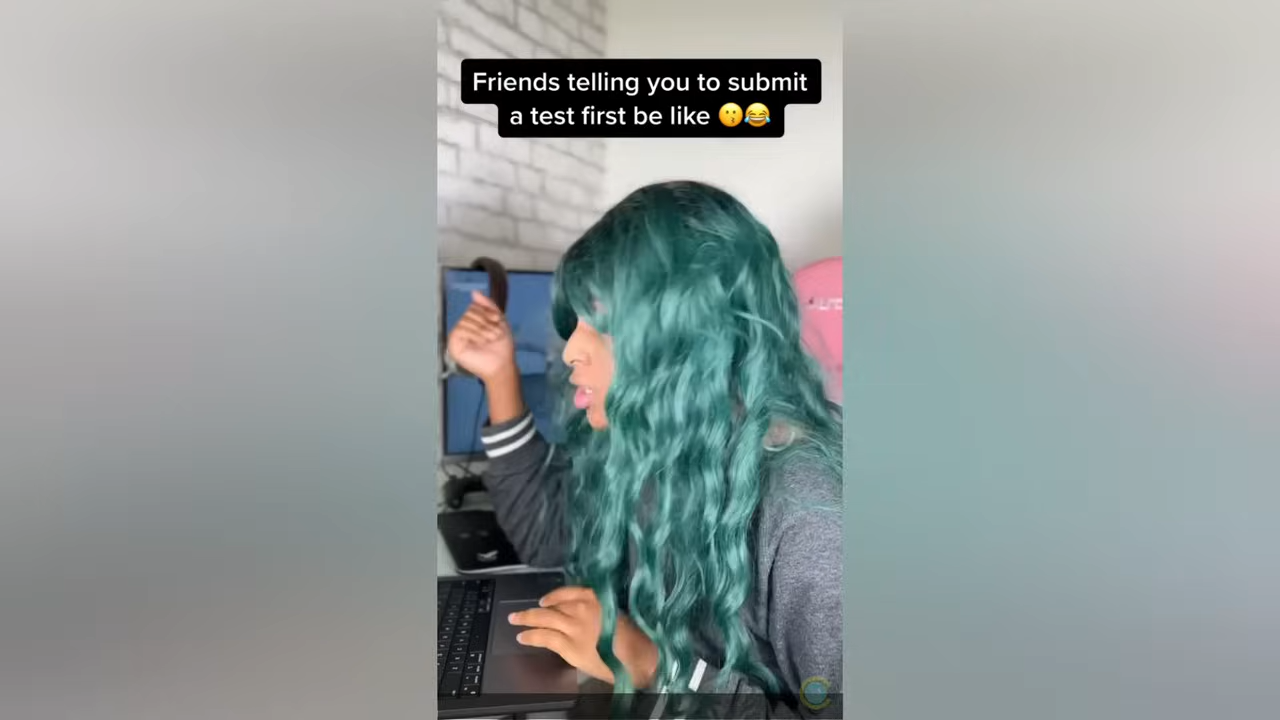 Friends telling you to submit
a test first be like 😗😂